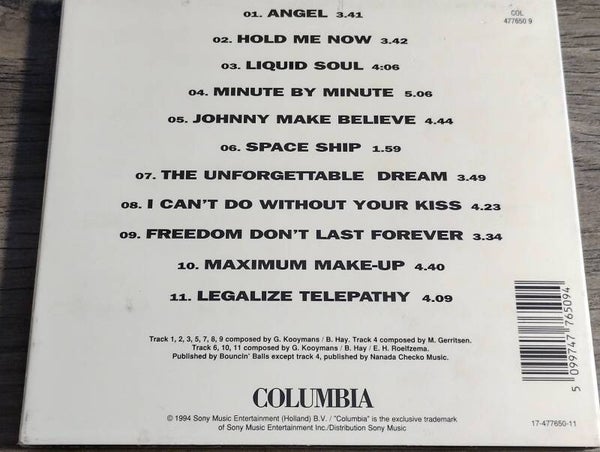 01. ANGEL 3.41
COL
477650 9
02. HOLD ME NOW 3.42
03. LIQUID SOUL 4:06
04. MINUTE BY MINUTE 5.06
05. JOHNNY MAKE BELIEVE 4.44
06. SPACE SHIP 1.59
07. THE UNFORGETTABLE DREAM 3.49
08. I CAN'T DO WITHOUT YOUR KISS 4.23
09. FREEDOM DON'T LAST FOREVER 3.34
10. MAXIMUM MAKE-UP 4.40
11. LEGALIZE TELEPATHY 4.09
Track 1, 2, 3, 5, 7, 8, 9 composed by G. Kooymans / B. Hay. Track 4 composed by M. Gerritsen.
Track 6, 10, 11 composed by G. Kooymans / B. Hay / E. H. Roelfzema.
Published by Bouncin' Balls except track 4, published by Nanada Checko Music.
5 099747 765094
COLUMBIA
© 1994 Sony Music Entertainment (Holland) B.V. / "Columbia" is the exclusive trademark
of Sony Music Entertainment Inc./Distribution Sony Music
17-477650-11